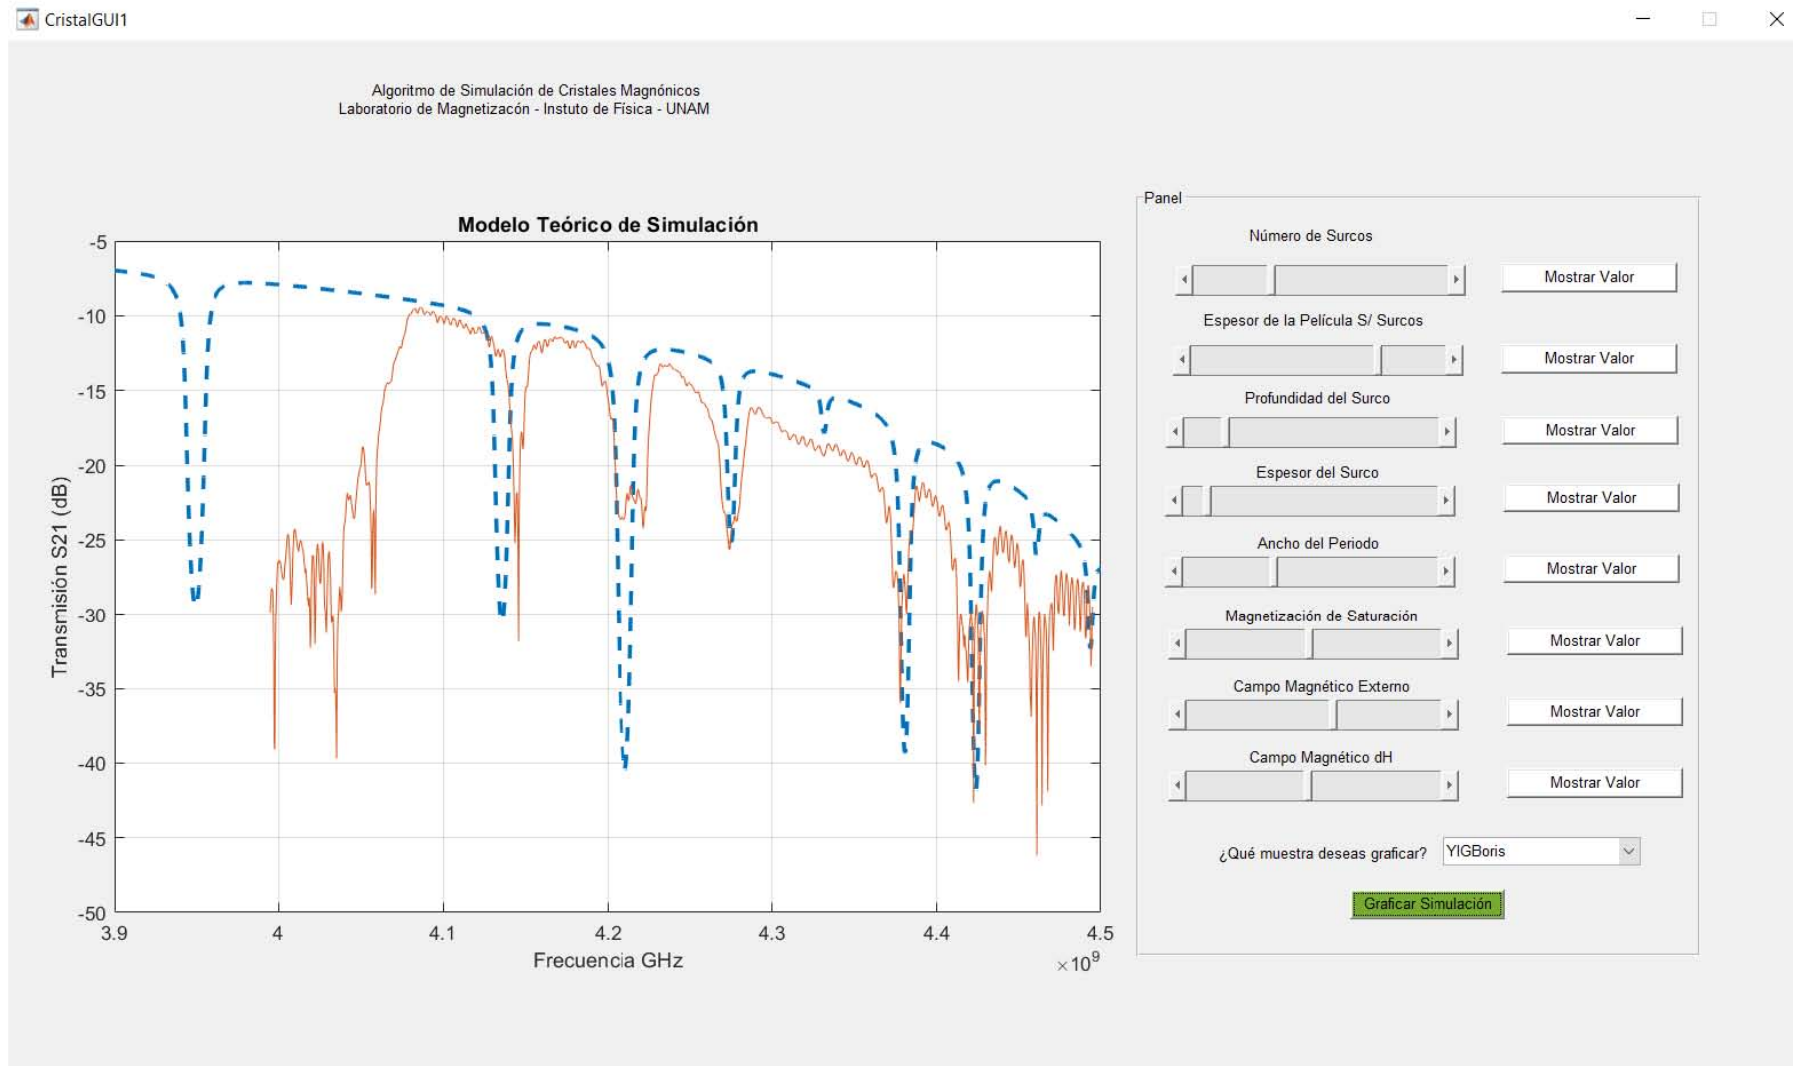 CristalGUI1
Algoritmo de Simulación de Cristales Magnónicos
Laboratorio de Magnetizacón - Instuto de Física - UNAM
Modelo Teórico de Simulación
Transmisión S21 (dB)
-5
-10
-15
-20
-25
-30
-35
-40
-45
-50
3.9
4
4.1
4.2
4.3
4.4
4.5
Frecuencia GHz
×10⁹
Panel
Número de Surcos
Mostrar Valor
Espesor de la Película S/ Surcos
Mostrar Valor
Profundidad del Surco
Mostrar Valor
Espesor del Surco
Mostrar Valor
Ancho del Periodo
Mostrar Valor
Magnetización de Saturación
Mostrar Valor
Campo Magnético Externo
Mostrar Valor
Campo Magnético dH
Mostrar Valor
¿Qué muestra deseas graficar? YIGBoris
Graficar Simulación